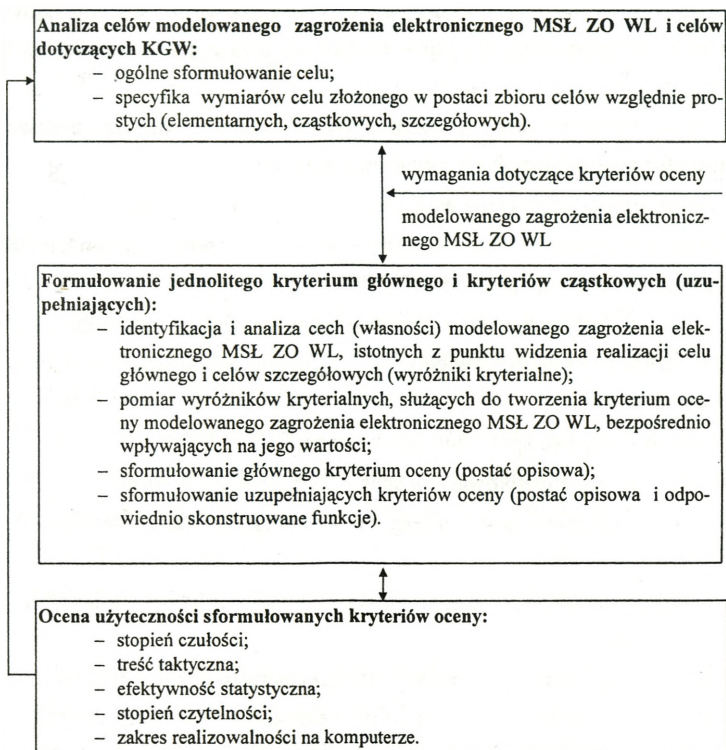 Analiza celów modelowanego zagrożenia elektronicznego MSŁ ZO WL i celów
dotyczących KGW:
– ogólne sformułowanie celu;
– specyfika wymiarów celu złożonego w postaci zbioru celów względnie pro-
stych (elementarnych, cząstkowych, szczegółowych).
wymagania dotyczące kryteriów oceny
modelowanego zagrożenia elektronicz-
nego MSŁ ZO WL
Formułowanie jednolitego kryterium głównego i kryteriów cząstkowych (uzu-
pełniających):
– identyfikacja i analiza cech (własności) modelowanego zagrożenia elek-
tronicznego MSŁ ZO WL, istotnych z punktu widzenia realizacji celu
głównego i celów szczegółowych (wyróżniki kryterialne);
– pomiar wyróżników kryterialnych, służących do tworzenia kryterium oce-
ny modelowanego zagrożenia elektronicznego MSŁ ZO WL, bezpośrednio
wpływających na jego wartości;
– sformułowanie głównego kryterium oceny (postać opisowa);
– sformułowanie uzupełniających kryteriów oceny (postać opisowa i odpo-
wiednio skonstruowane funkcje).
Ocena użyteczności sformułowanych kryteriów oceny:
– stopień czułości;
– treść taktyczna;
– efektywność statystyczna;
– stopień czytelności;
– zakres realizowalności na komputerze.